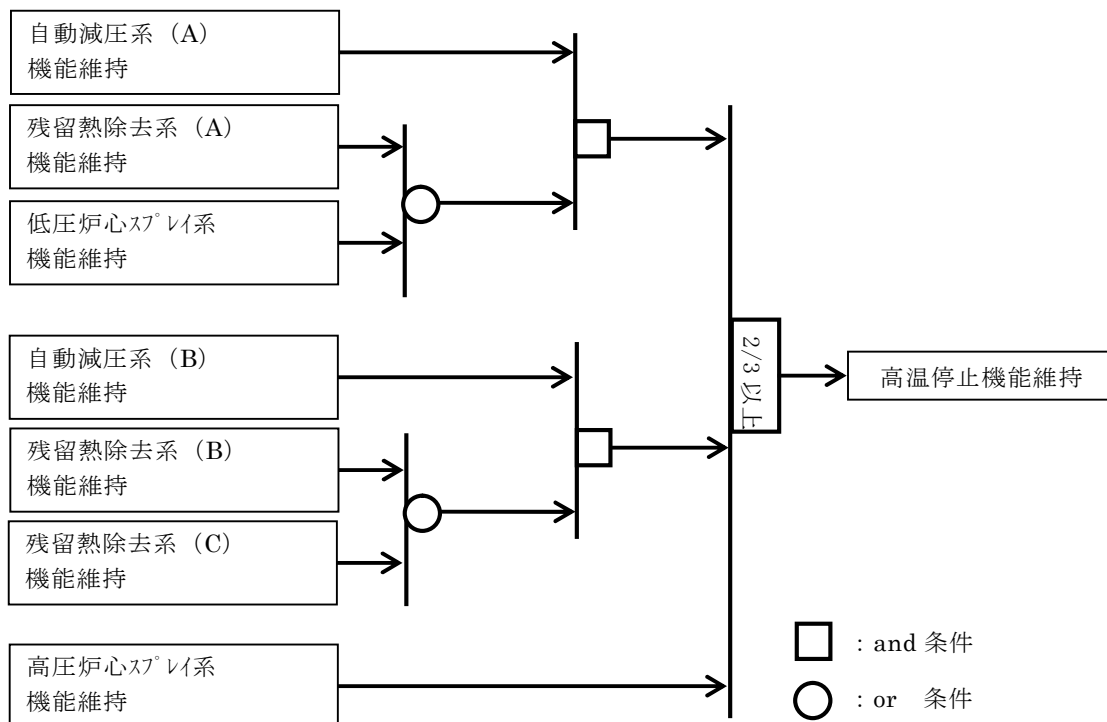 自動減圧系（A）
機能維持
残留熱除去系（A）
機能維持
低圧炉心ｽﾌﾟﾚｲ系
機能維持
自動減圧系（B）
機能維持
残留熱除去系（B）
機能維持
残留熱除去系（C）
機能維持
高圧炉心ｽﾌﾟﾚｲ系
機能維持
2/3 以上
高温停止機能維持
：and 条件
：or　条件